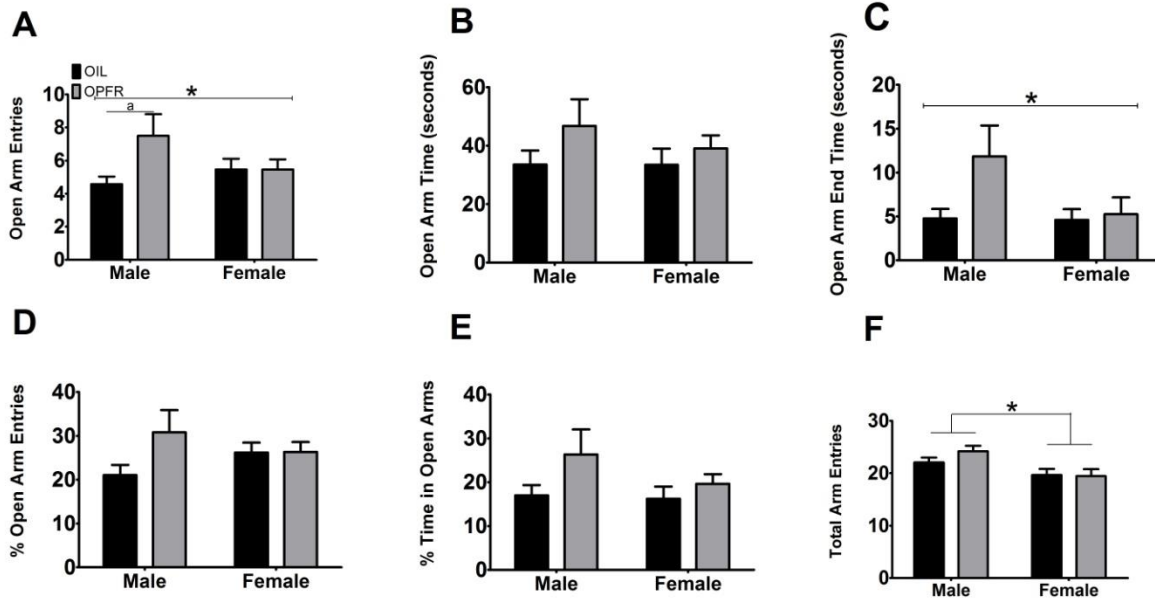 A
OIL
OPFR
*
a
Open Arm Entries
10
8
6
4
2
0
Male
Female
B
Open Arm Time (seconds)
60
40
20
0
Male
Female
C
Open Arm End Time (seconds)
20
15
10
5
0
*
Male
Female
D
% Open Arm Entries
40
30
20
10
0
Male
Female
E
% Time in Open Arms
40
30
20
10
0
Male
Female
F
Total Arm Entries
30
20
10
0
*
Male
Female